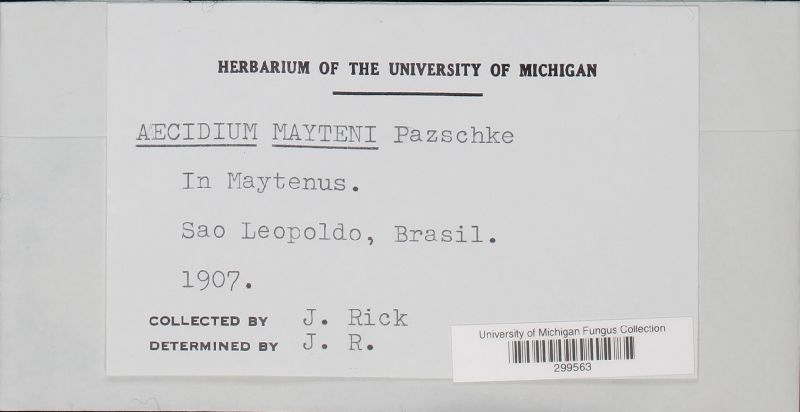 HERBARIUM OF THE UNIVERSITY OF MICHIGAN
AECIDIUM MAYTENI Pazschke
In Maytenus.
Sao Leopoldo, Brasil.
1907.
COLLECTED BY J. Rick
DETERMINED BY J. R.
University of Michigan Fungus Collection
299563